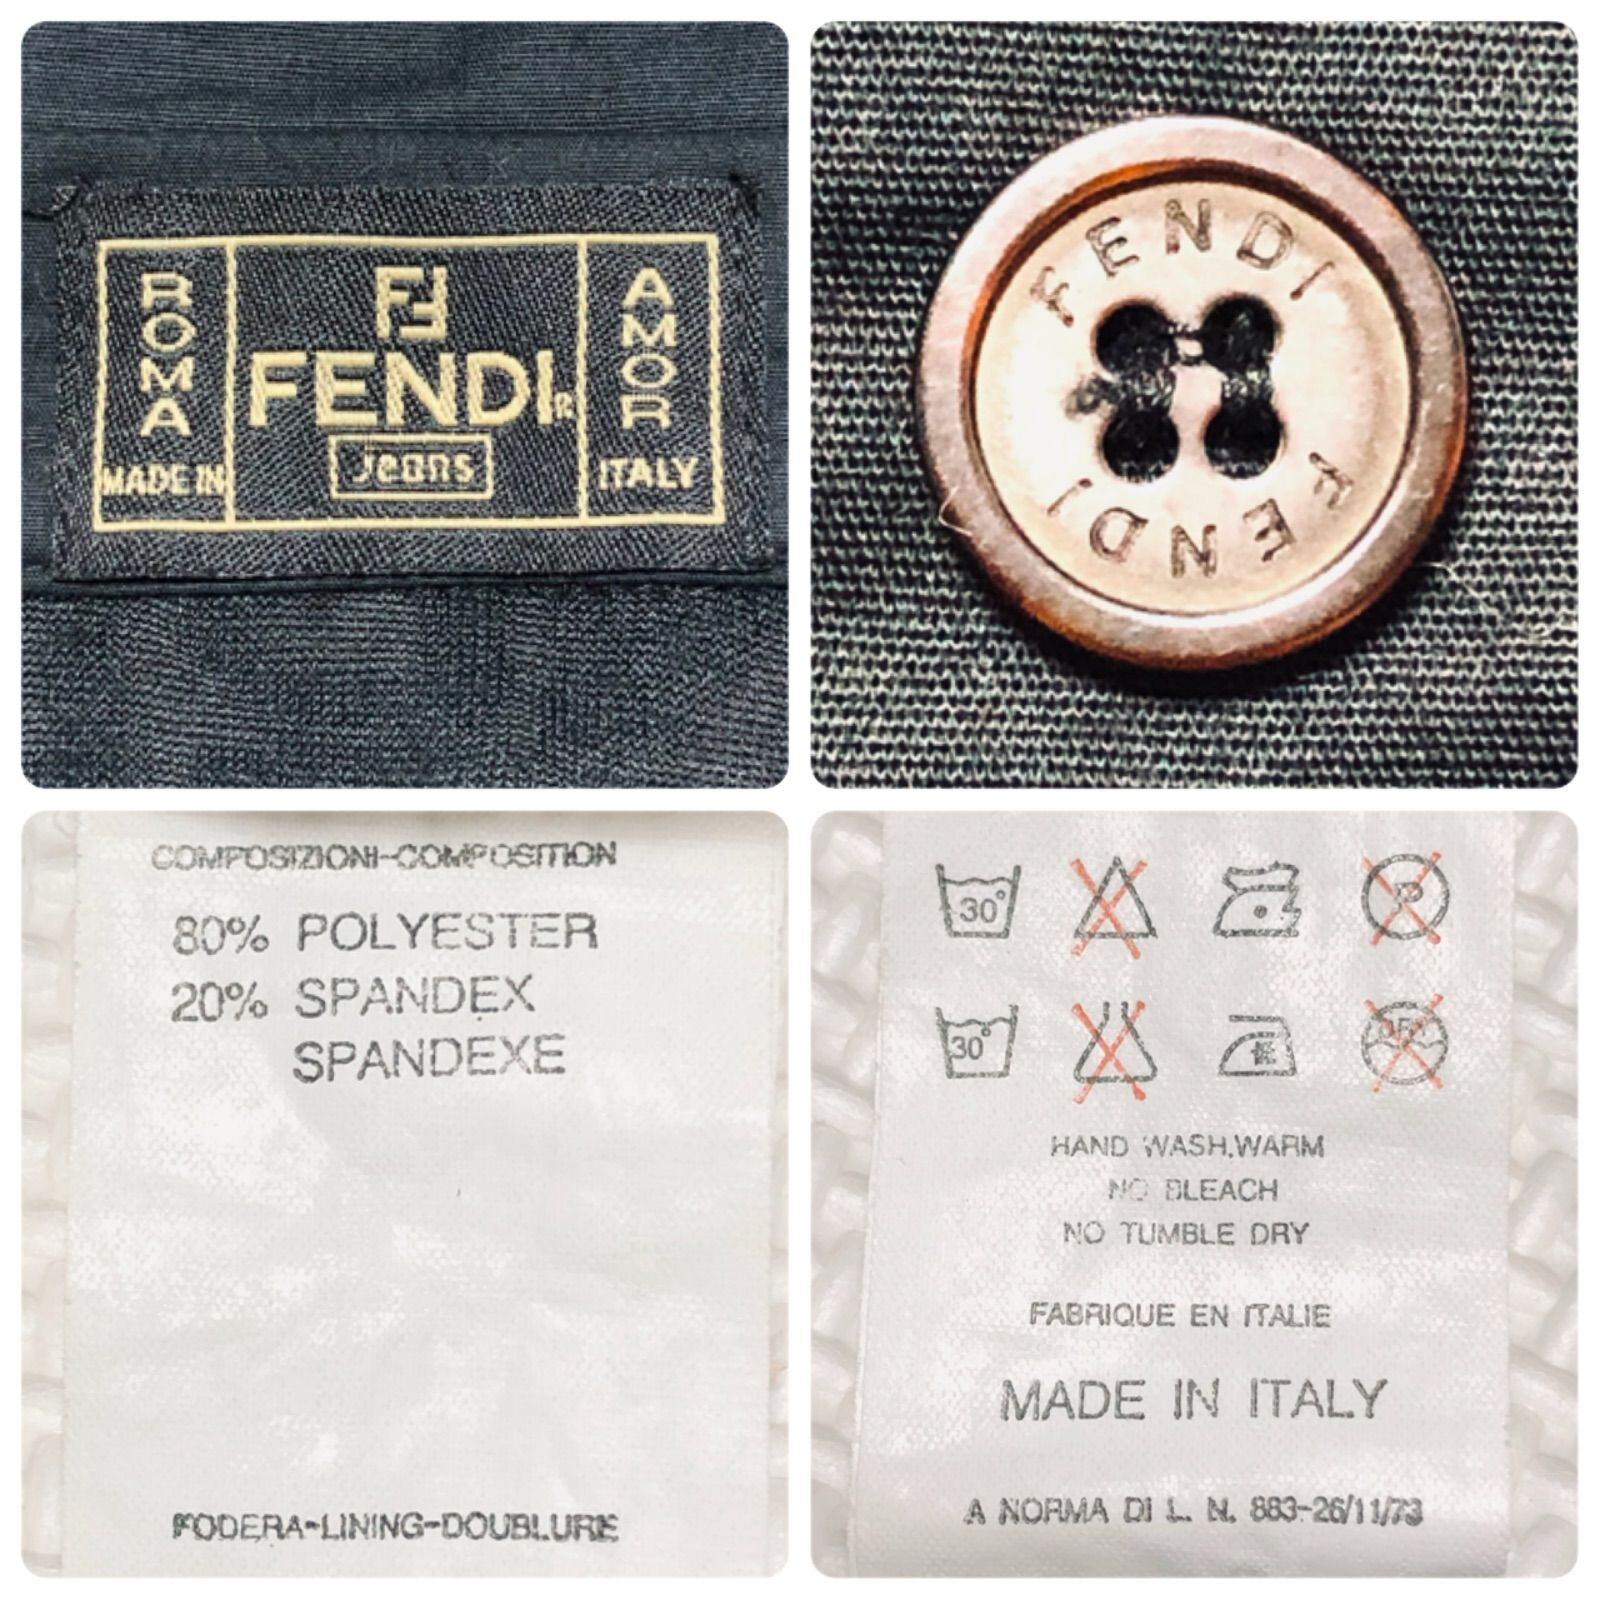 ROMA
MADE IN
FF
FENDI R
Jeans
AMOR
ITALY
FENDI
FENDI
COMPOSIZIONI-COMPOSITION
80% POLYESTER
20% SPANDEX
SPANDEXE
FODERA-LINING-DOUBLURE
30° P
30°
HAND WASH.WARM
NO BLEACH
NO TUMBLE DRY
FABRIQUE EN ITALIE
MADE IN ITALY
A NORMA DI L. N. 883-26/11/73